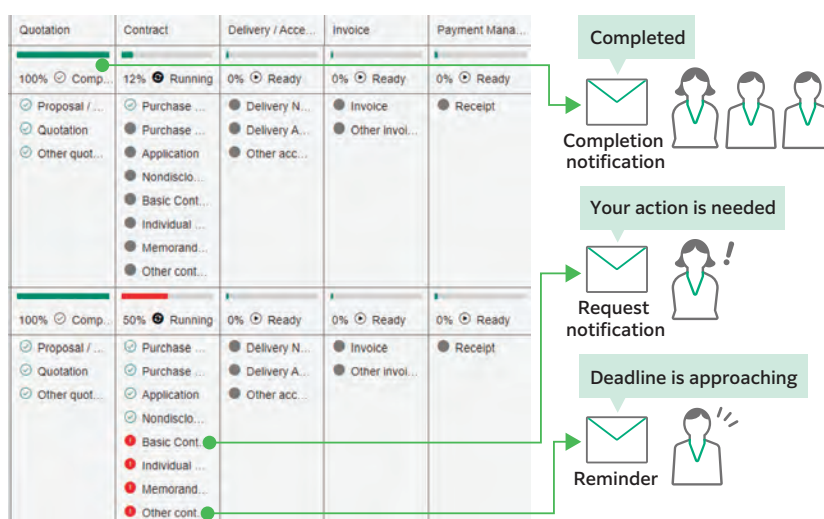 Quotation
Contract
Delivery / Acce...
Invoice
Payment Mana...
100% Comp...
12% Running
0% Ready
0% Ready
0% Ready
Proposal / ...
Quotation
Other quot...
Purchase ...
Purchase ...
Application
Nondisclo...
Basic Cont...
Individual ...
Memorand...
Other cont...
Delivery N...
Delivery A...
Other acc...
Invoice
Other invoi...
Receipt
100% Comp...
50% Running
0% Ready
0% Ready
0% Ready
Proposal / ...
Quotation
Other quot...
Purchase ...
Purchase ...
Application
Nondisclo...
Basic Cont...
Individual ...
Memorand...
Other cont...
Delivery N...
Delivery A...
Other acc...
Invoice
Other invoi...
Receipt
Completed
Completion
notification
Your action is needed
!
Request
notification
Deadline is approaching
Reminder